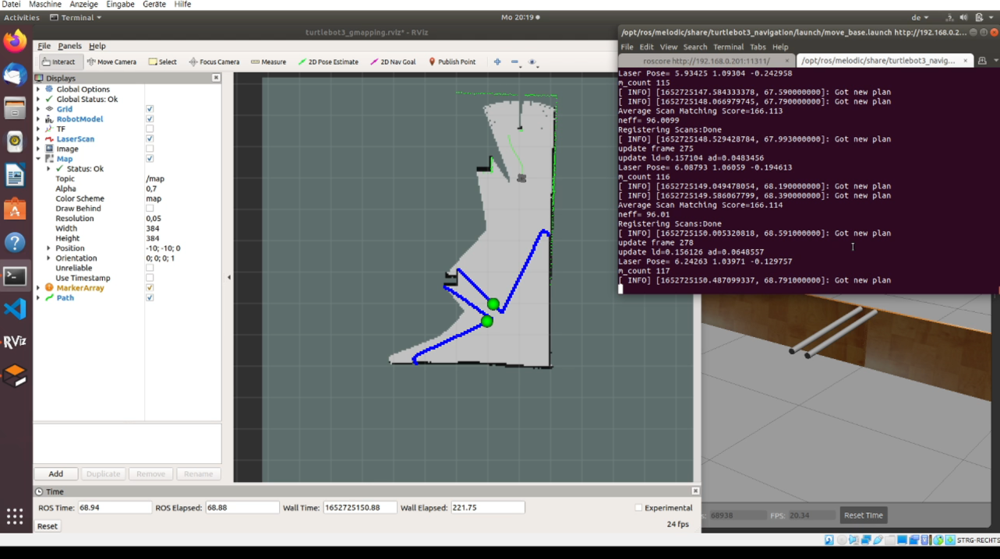 Datei Maschine Anzeige Eingabe Geräte Hilfe
Activities Terminal Mo 20:19 de
turtlebot3_gmapping.rviz* - RViz
File Panels Help
Interact Move Camera Select Focus Camera Measure 2D Pose Estimate 2D Nav Goal Publish Point
Displays
Global Options
Global Status: Ok
Grid
RobotModel
TF
LaserScan
Image
Map
Status: Ok
Topic /map
Alpha 0,7
Color Scheme map
Draw Behind
Resolution 0,05
Width 384
Height 384
Position -10; -10; 0
Orientation 0; 0; 0; 1
Unreliable
Use Timestamp
MarkerArray
Path
Add Duplicate Remove Rename
Time
ROS Time: 68.94 ROS Elapsed: 68.88 Wall Time: 1652725150.88 Wall Elapsed: 221.75 Experimental
Reset 24 fps
/opt/ros/melodic/share/turtlebot3_navigation/launch/move_base.launch http://192.168.0.2...
File Edit View Search Terminal Tabs Help
roscore http://192.168.0.201:11311/ /opt/ros/melodic/share/turtlebot3_navig...
Laser Pose= 5.93425 1.09304 -0.242958
m_count 115
[ INFO] [1652725147.584333378, 67.590000000]: Got new plan
[ INFO] [1652725148.066979745, 67.790000000]: Got new plan
Average Scan Matching Score=166.113
neff= 96.0099
Registering Scans:Done
[ INFO] [1652725148.529428784, 67.993000000]: Got new plan
update frame 275
update ld=0.157104 ad=0.0483456
Laser Pose= 6.08793 1.06059 -0.194613
m_count 116
[ INFO] [1652725149.049478054, 68.190000000]: Got new plan
[ INFO] [1652725149.586067799, 68.390000000]: Got new plan
Average Scan Matching Score=166.114
neff= 96.01
Registering Scans:Done
[ INFO] [1652725150.005320818, 68.591000000]: Got new plan
update frame 278
update ld=0.156126 ad=0.0648557
Laser Pose= 6.24263 1.03971 -0.129757
m_count 117
[ INFO] [1652725150.487099337, 68.791000000]: Got new plan
68938 FPS: 20.34 Reset Time
RViz
STRG-RECHTS